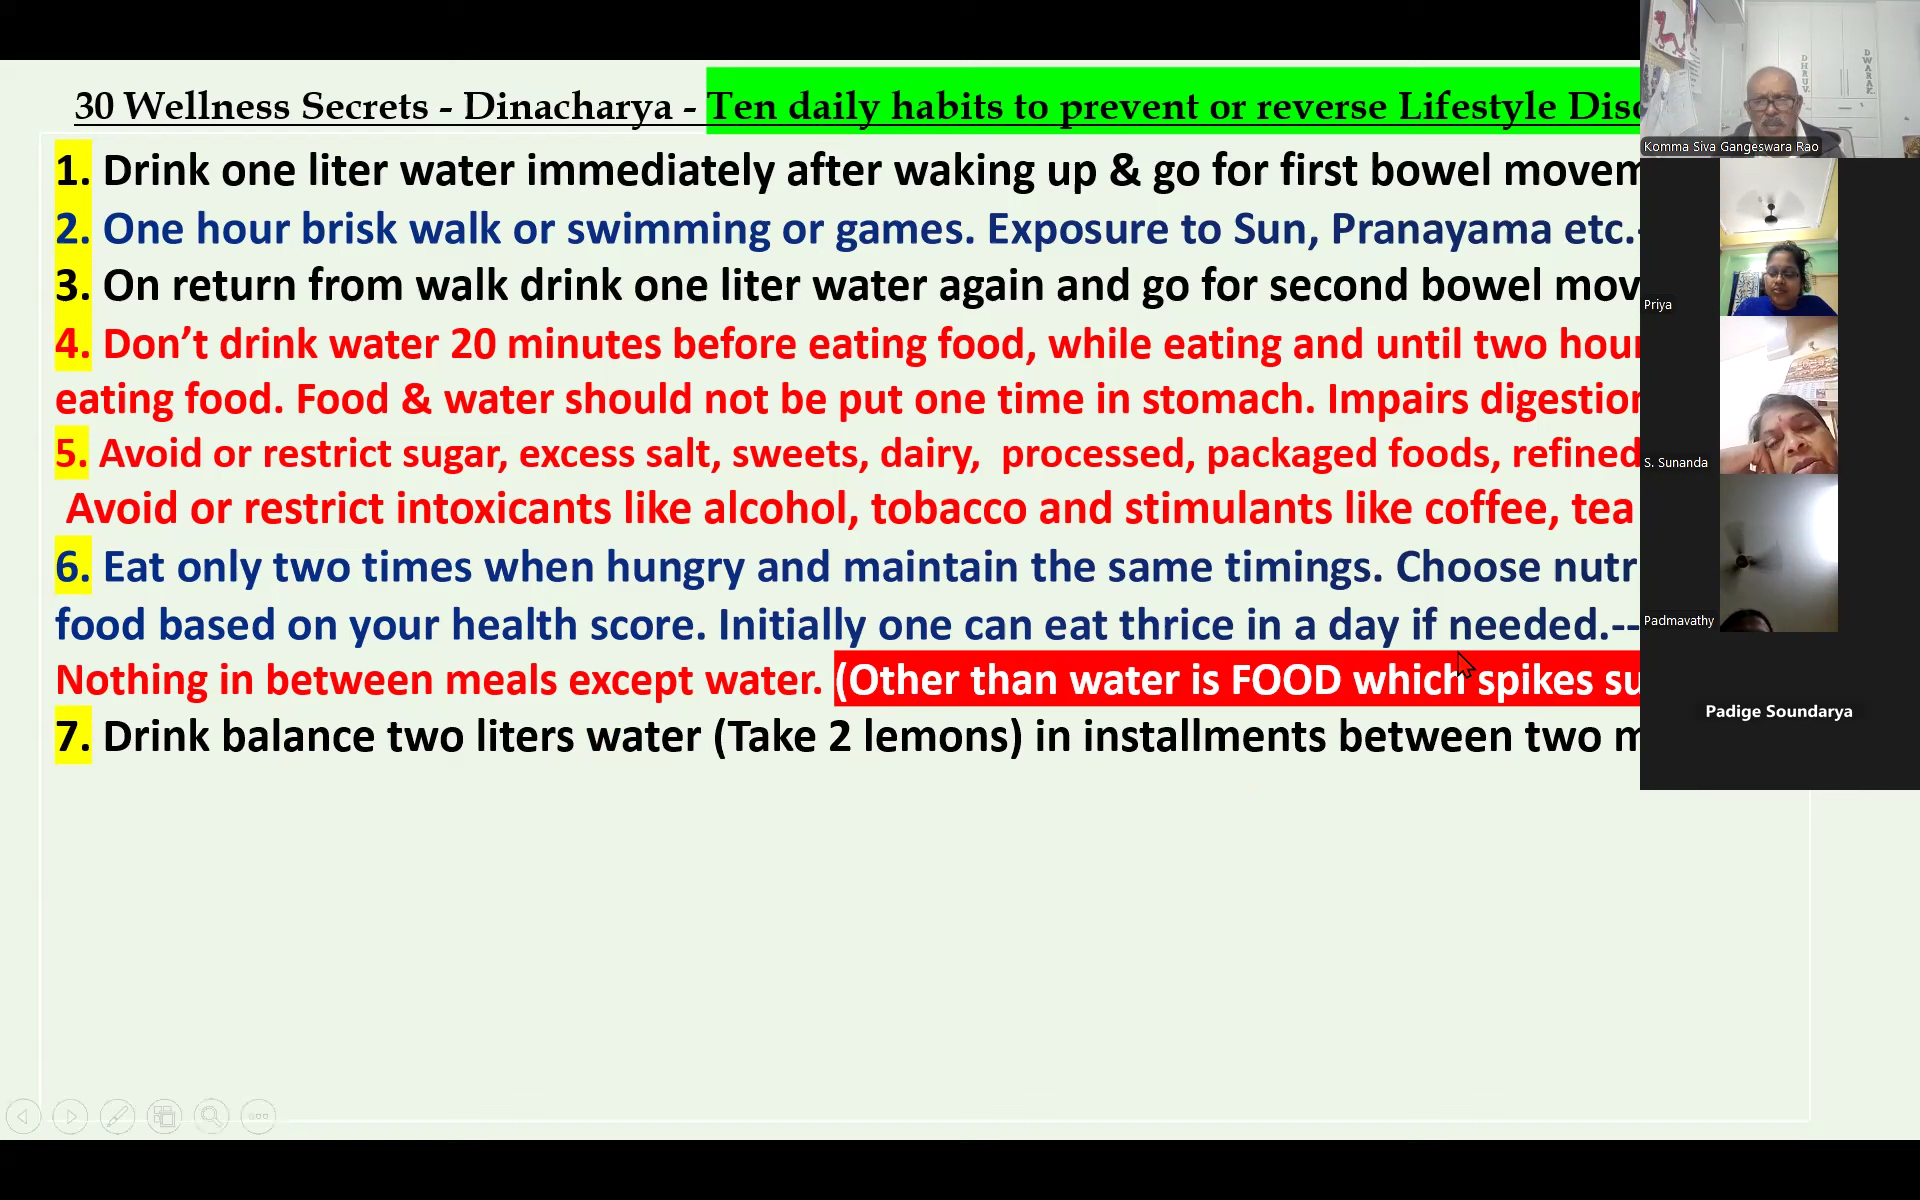 30 Wellness Secrets - Dinacharya - Ten daily habits to prevent or reverse Lifestyle
1. Drink one liter water immediately after waking up & go for first bowel
2. One hour brisk walk or swimming or games. Exposure to Sun, Pranayama etc.-
3. On return from walk drink one liter water again and go for second bowel
4. Don’t drink water 20 minutes before eating food, while eating and until two
eating food. Food & water should not be put one time in stomach. Impairs
5. Avoid or restrict sugar, excess salt, sweets, dairy, processed, packaged foods, refined
Avoid or restrict intoxicants like alcohol, tobacco and stimulants like coffee, tea
6. Eat only two times when hungry and maintain the same timings. Choose
food based on your health score. Initially one can eat thrice in a day if needed.--
Nothing in between meals except water. (Other than water is FOOD which spikes
7. Drink balance two liters water (Take 2 lemons) in installments between two
DHRUV.
DWARAK.
Komma Siva Gangeswara Rao
Priya
S. Sunanda
Padmavathy
Padige Soundarya